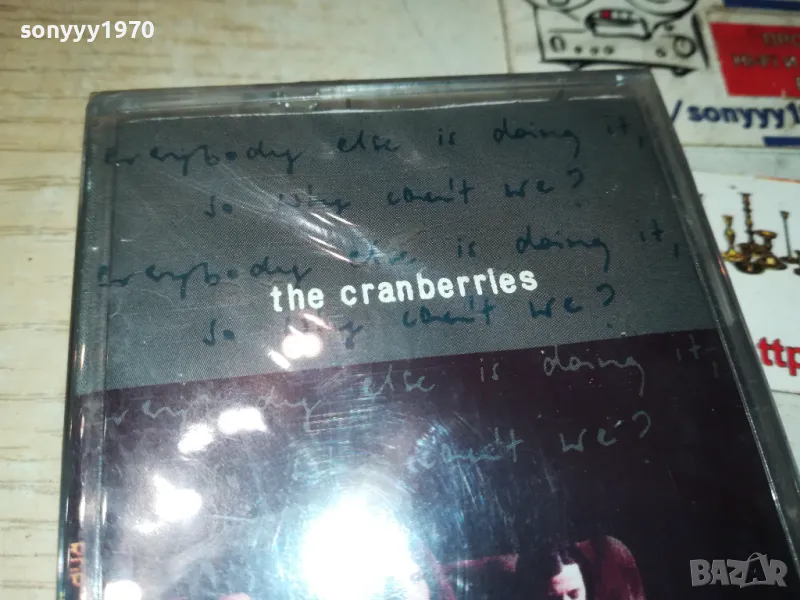 sonyyy1970
everybody else is doing it,
so why can't we?
everybody else is doing it,
the cranberries
so why can't we?
everybody else is doing it,
can't we?
/sonyyy1
ttp
BAZAR